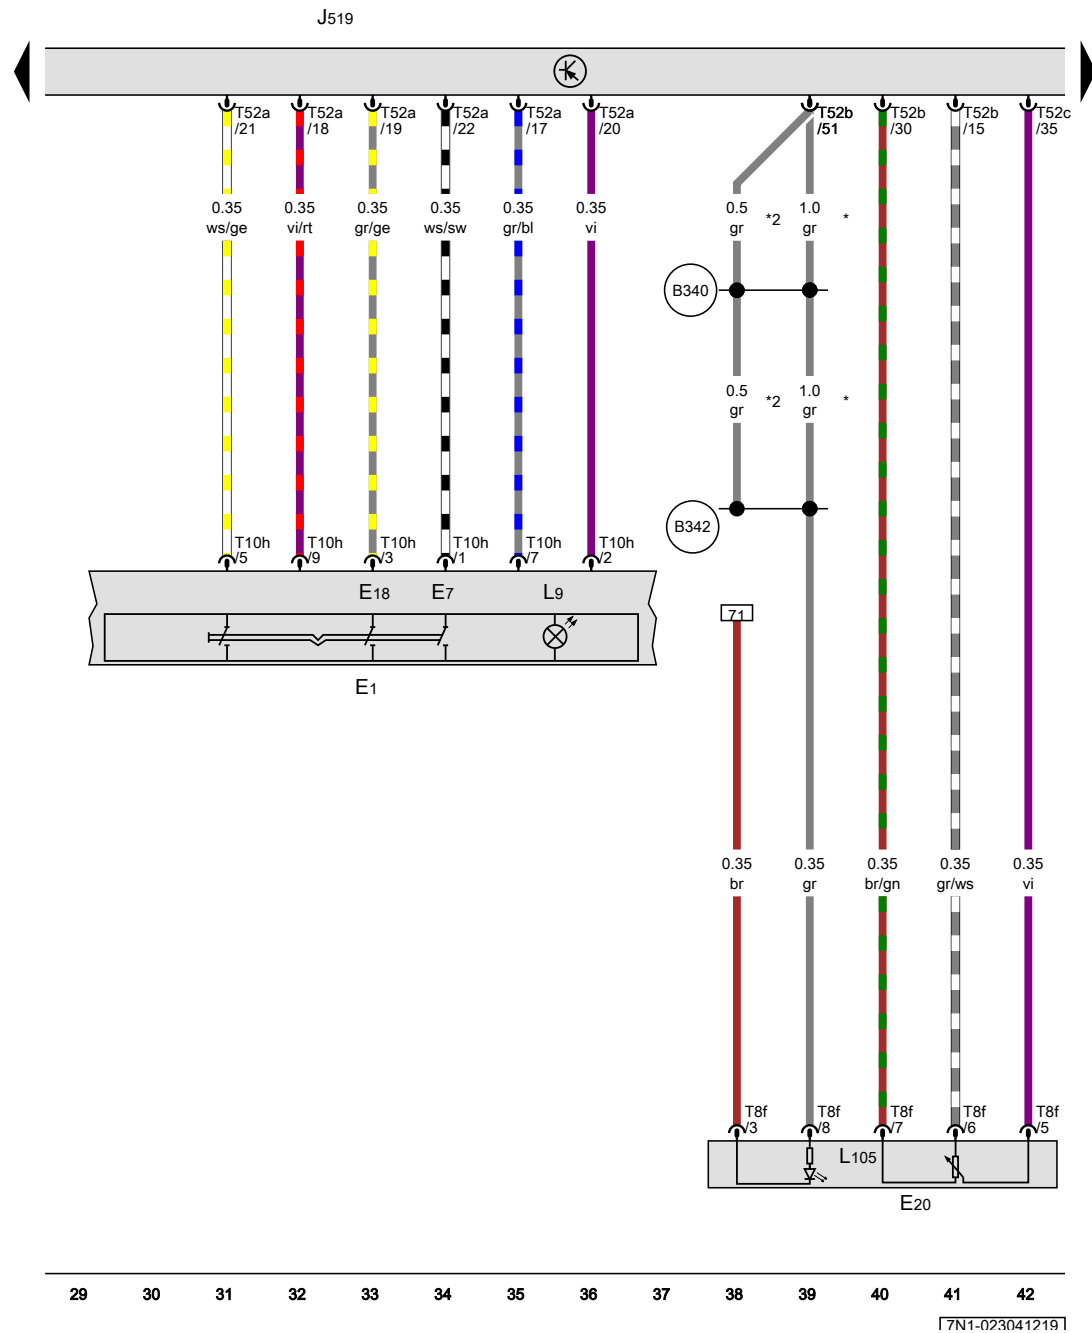 J519
T52a T52a T52a T52a T52a T52a T52b T52b T52b T52c
/21 /18 /19 /22 /17 /20 /51 /30 /15 /35
0.35 0.35 0.35 0.35 0.35 0.35 0.5 *2 1.0 *
ws/ge vi/rt gr/ge ws/sw gr/bl vi gr gr
B340
0.5 *2 1.0 *
gr gr
B342
T10h T10h T10h T10h T10h T10h
/5 /9 /3 /1 /7 /2
E18 E7 L9
71
E1
0.35 0.35 0.35 0.35 0.35
br gr br/gn gr/ws vi
T8f T8f T8f T8f T8f
/3 /8 /7 /6 /5
L105
E20
29 30 31 32 33 34 35 36 37 38 39 40 41 42
7N1-023041219